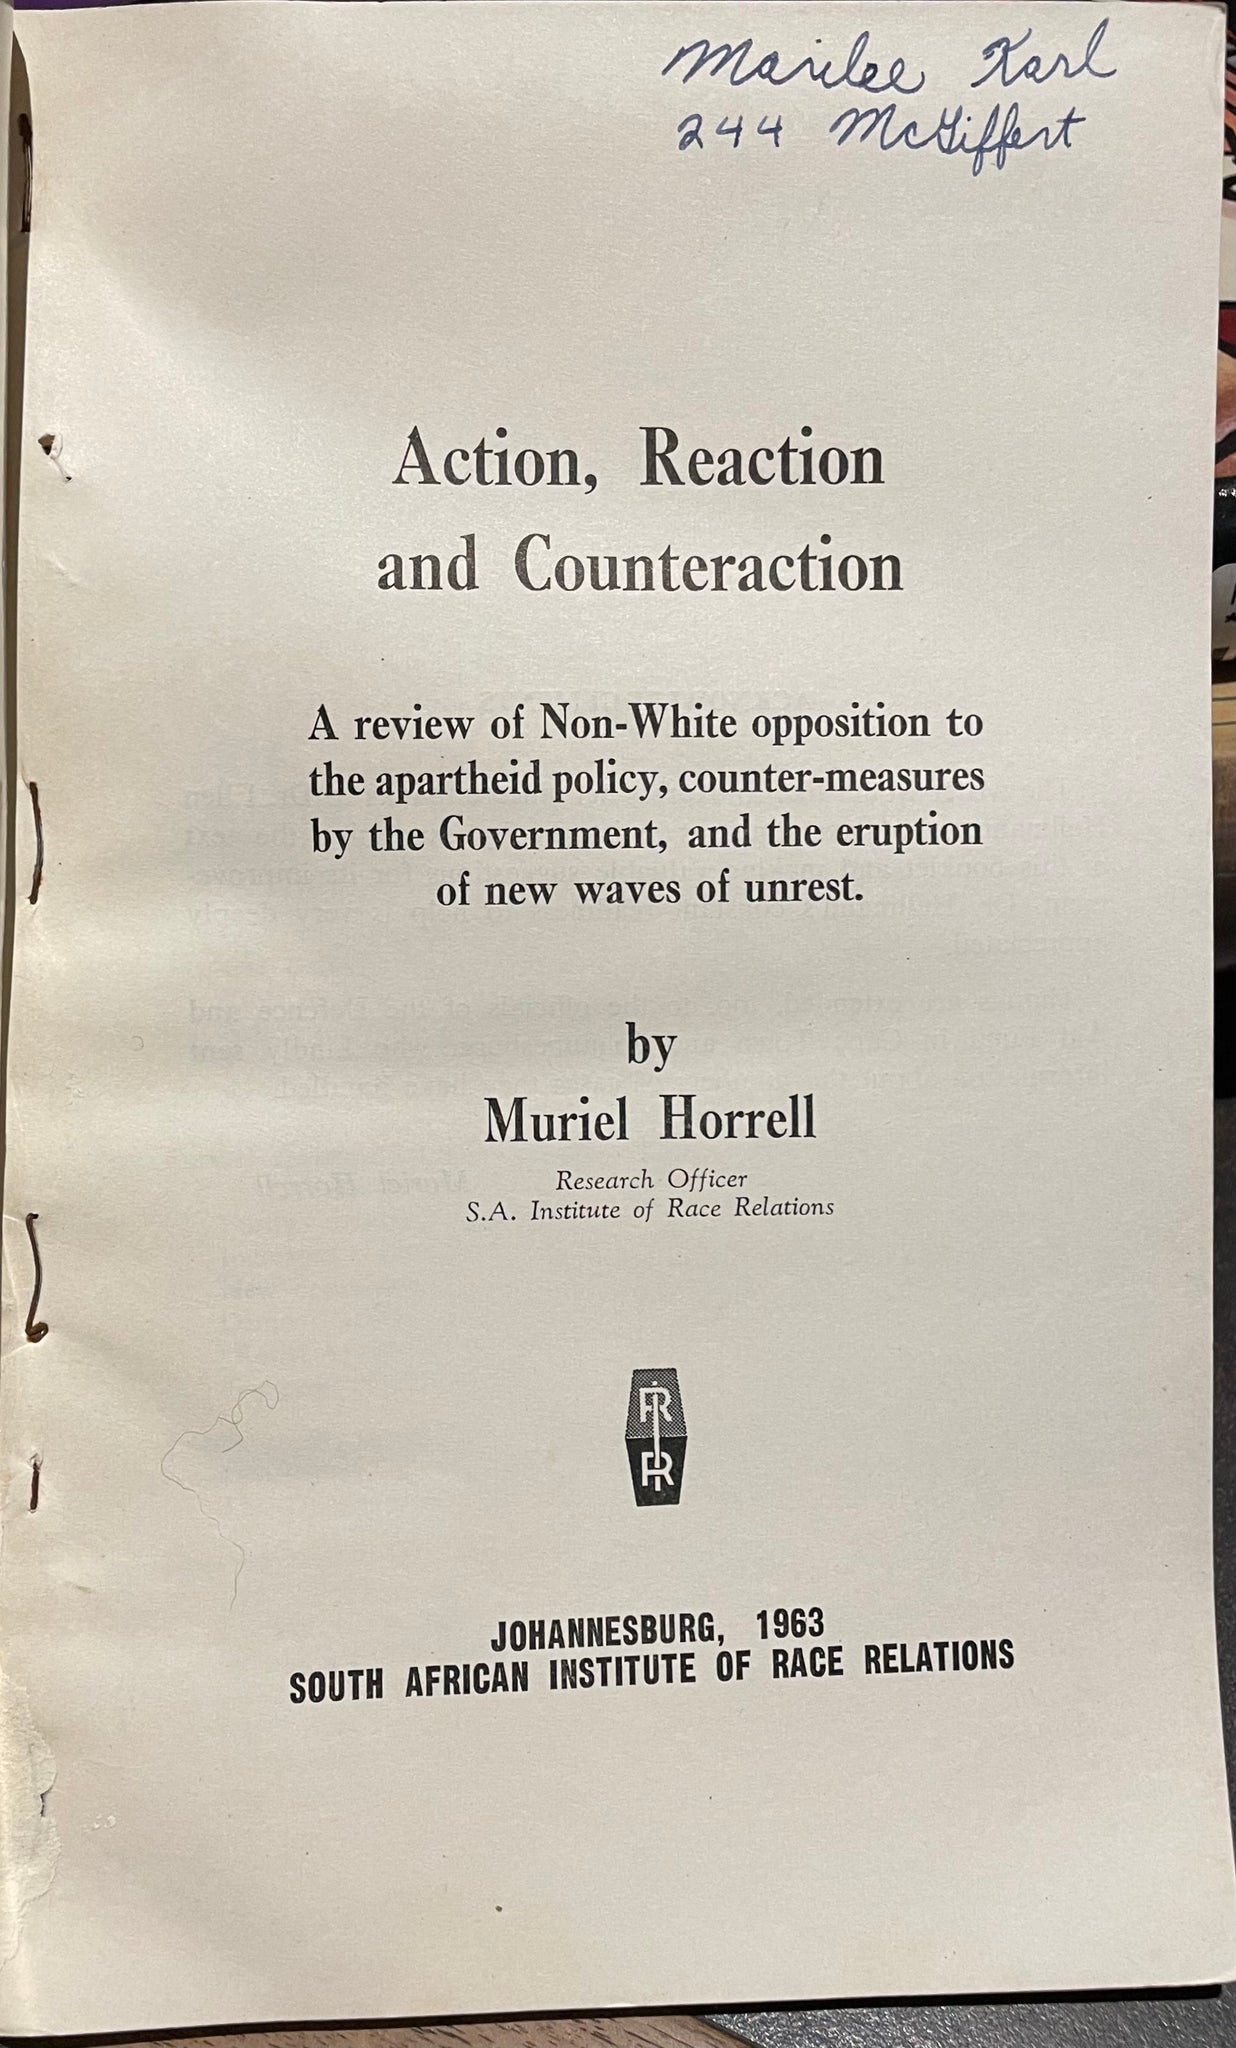 Marilee Karl
244 McGiffert
Action, Reaction
and Counteraction
A review of Non-White opposition to
the apartheid policy, counter-measures
by the Government, and the eruption
of new waves of unrest.
by
Muriel Horrell
Research Officer
S.A. Institute of Race Relations
JOHANNESBURG, 1963
SOUTH AFRICAN INSTITUTE OF RACE RELATIONS